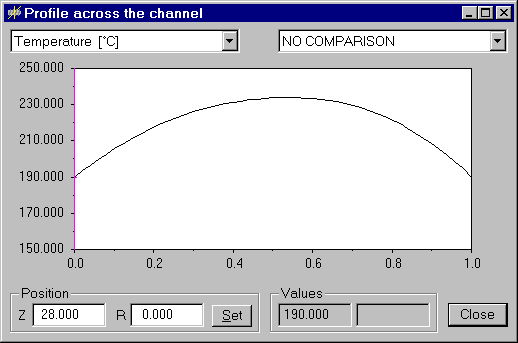 Profile across the channel
Temperature [°C] NO COMPARISON
250.000
230.000
210.000
190.000
170.000
150.000
0.0 0.2 0.4 0.6 0.8 1.0
Position Values
Z 28.000 R 0.000 Set 190.000 Close